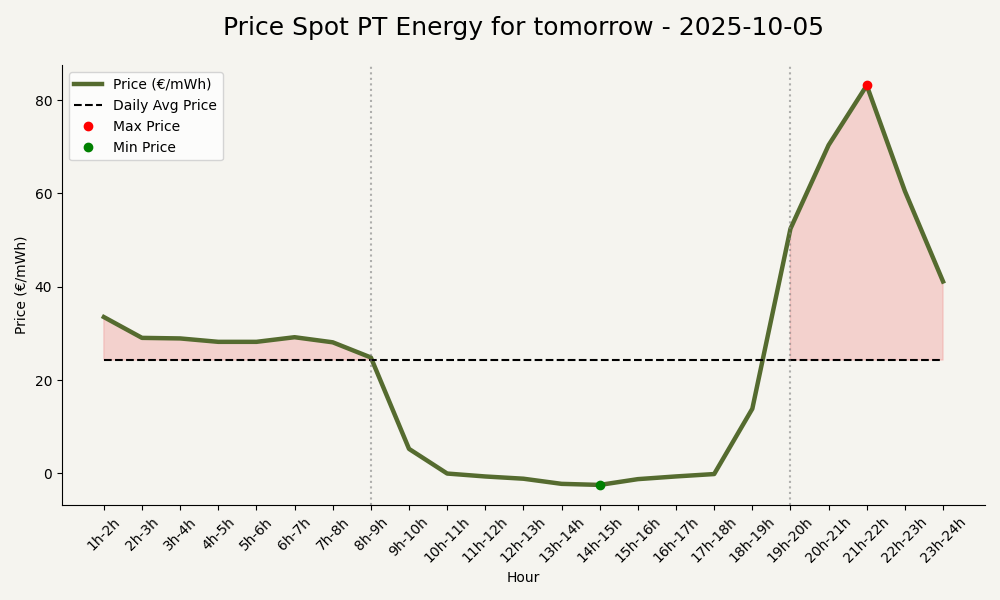 Price Spot PT Energy for tomorrow - 2025-10-05
Price (€/mWh)
Daily Avg Price
Max Price
Min Price
80
60
40
20
0
Price (€/mWh)
1h-2h
2h-3h
3h-4h
4h-5h
5h-6h
6h-7h
7h-8h
8h-9h
9h-10h
10h-11h
11h-12h
12h-13h
13h-14h
14h-15h
15h-16h
16h-17h
17h-18h
18h-19h
19h-20h
20h-21h
21h-22h
22h-23h
23h-24h
Hour